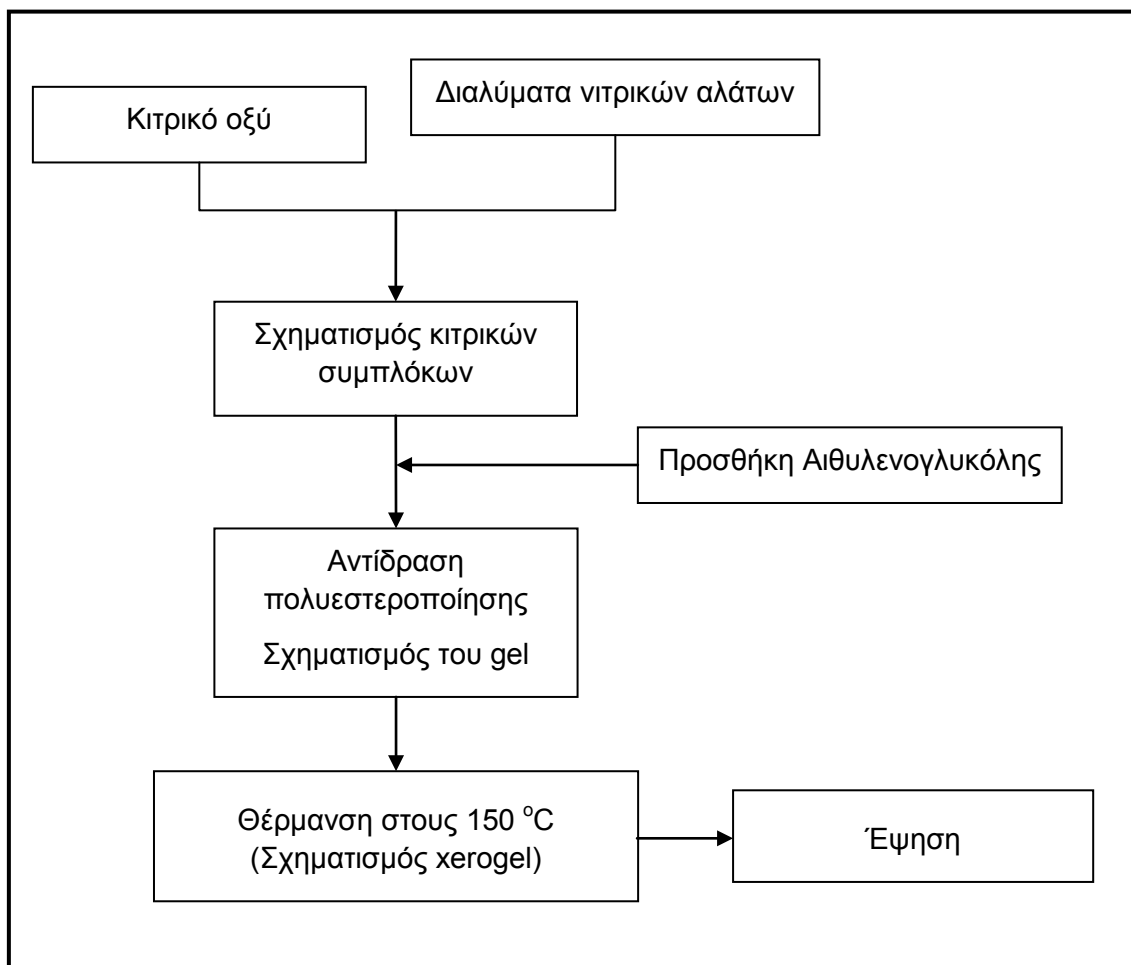 Κιτρικό οξύ
Διαλύματα νιτρικών αλάτων
Σχηματισμός κιτρικών
συμπλόκων
Προσθήκη Αιθυλενογλυκόλης
Αντίδραση
πολυεστεροποίησης
Σχηματισμός του gel
Θέρμανση στους 150 °C
(Σχηματισμός xerogel)
Έψηση